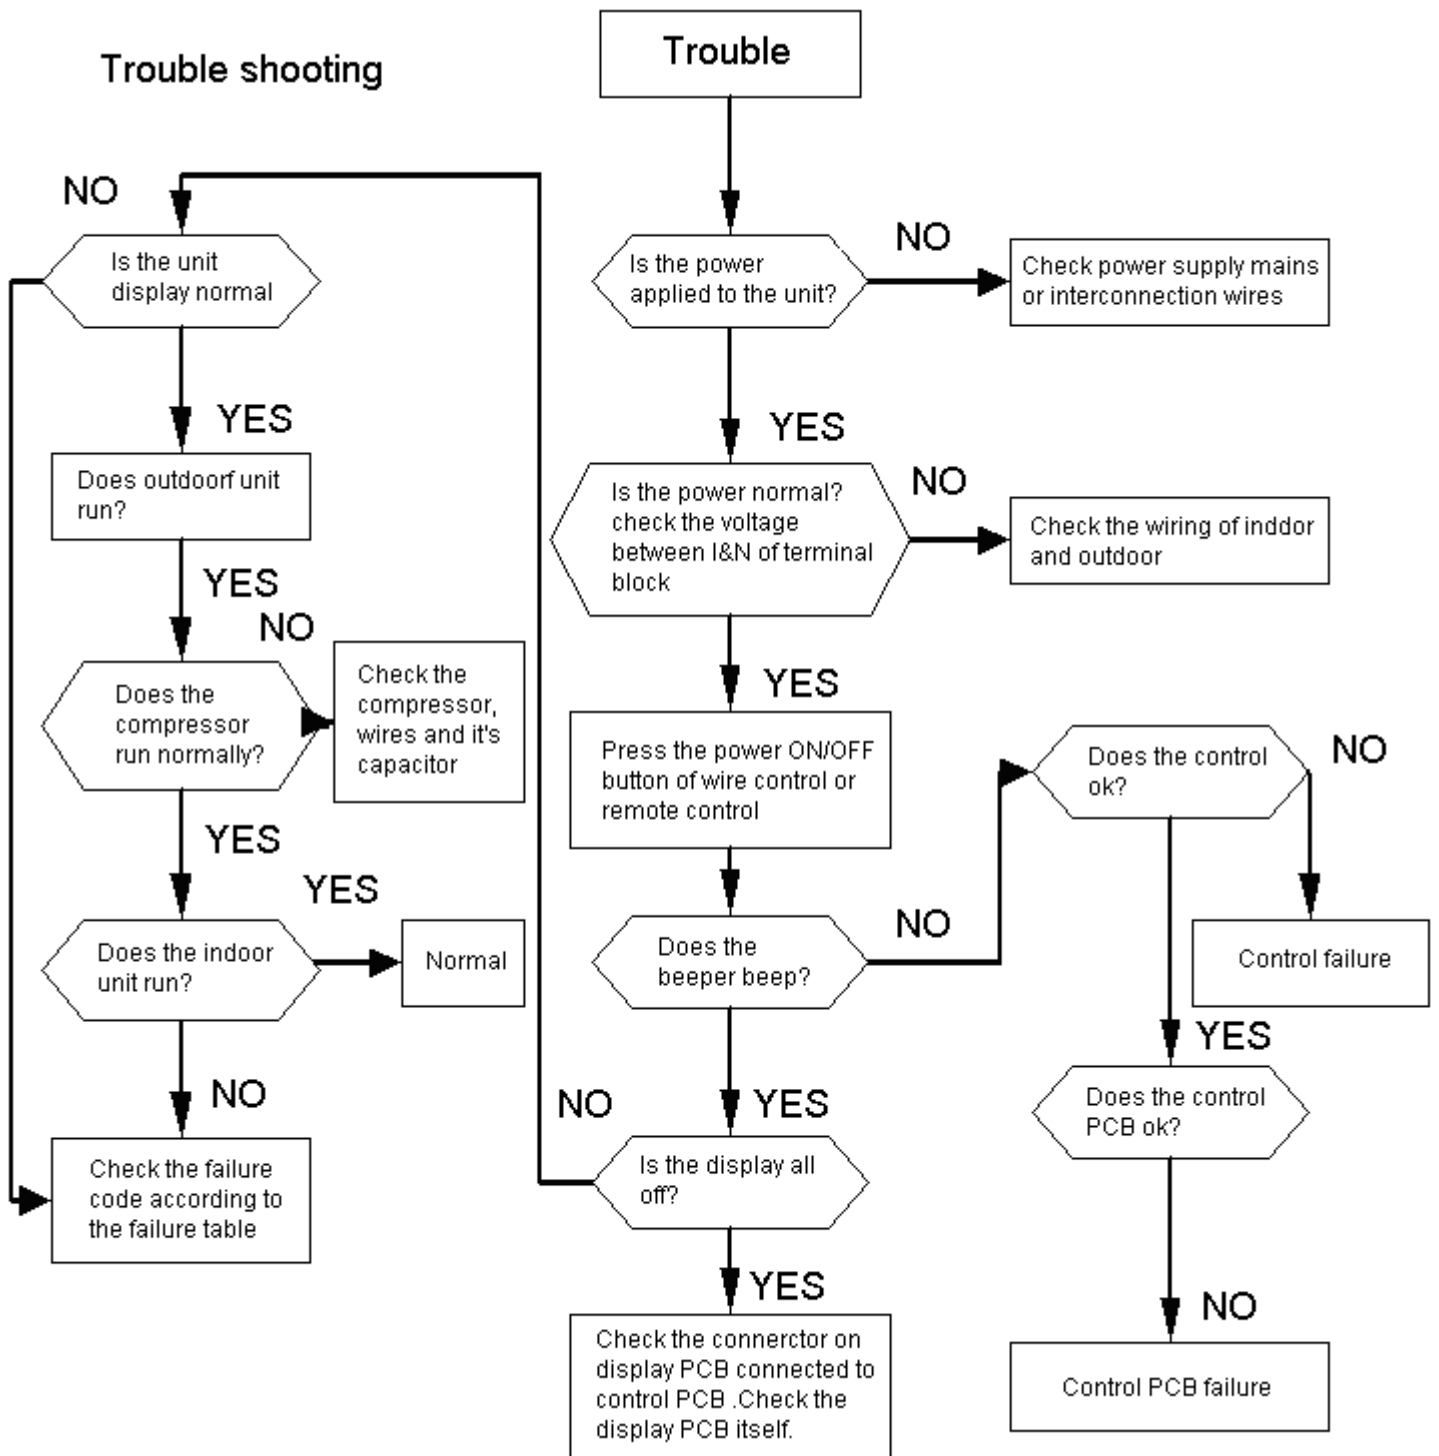 Trouble shooting
Trouble
NO
Is the unit
display normal
YES
Does outdoorf unit
run?
YES
NO
Does the
compressor
run normally?
Check the
compressor,
wires and it's
capacitor
YES
YES
Does the indoor
unit run?
Normal
NO
Check the failure
code according to
the failure table
Is the power
applied to the unit?
NO
Check power supply mains
or interconnection wires
YES
Is the power normal?
check the voltage
between I&N of terminal
block
NO
Check the wiring of inddor
and outdoor
YES
Press the power ON/OFF
button of wire control or
remote control
Does the
beeper beep?
NO
Does the control
ok?
NO
Control failure
YES
Does the control
PCB ok?
NO
Control PCB failure
YES
NO
Is the display all
off?
YES
Check the connerctor on
display PCB connected to
control PCB .Check the
display PCB itself.